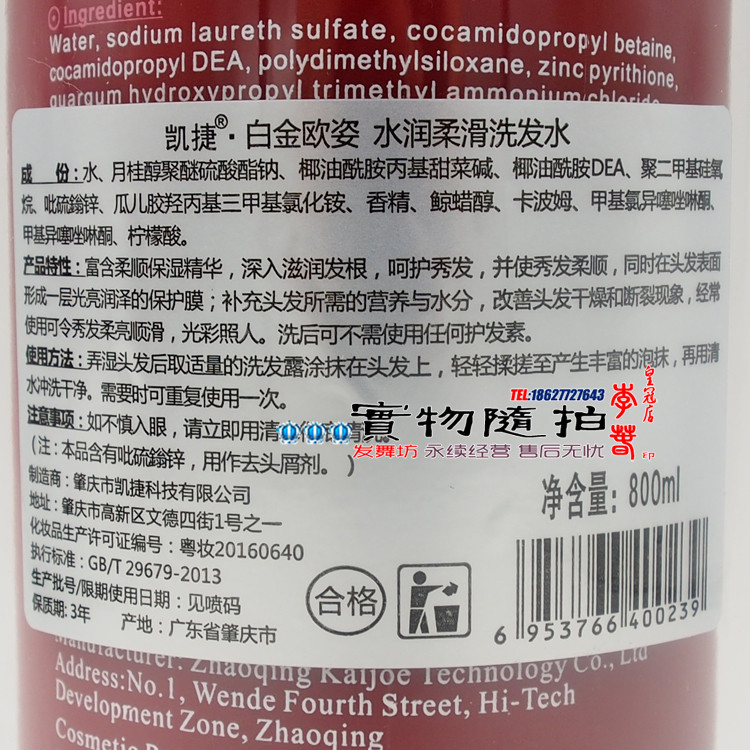 Ingredient:
Water, sodium laureth sulfate, cocamidopropyl betaine,
cocamidopropyl DEA, polydimethylsiloxane, zinc pyrithione,
guargum hydroxypropyl trimethyl ammonium chloride
凯捷®·白金欧姿 水润柔滑洗发水
成 份:水、月桂醇聚醚硫酸酯钠、椰油酰胺丙基甜菜碱、椰油酰胺DEA、聚二甲基硅氧
烷、吡硫鎓锌、瓜儿胶羟丙基三甲基氯化铵、香精、鲸蜡醇、卡波姆、甲基氯异噻唑啉酮、
甲基异噻唑啉酮、柠檬酸。
产品特性:富含柔顺保湿精华,深入滋润发根,呵护秀发,并使秀发柔顺,同时在头发表面
形成一层光亮润泽的保护膜;补充头发所需的营养与水分,改善头发干燥和断裂现象,经常
使用可令秀发柔亮顺滑,光彩照人。洗后可不需使用任何护发素。
使用方法:弄湿头发后取适量的洗发露涂抹在头发上,轻轻揉搓至产生丰富的泡沫,再用清
水冲洗干净。需要时可重复使用一次。
注意事项:如不慎入眼,请立即用清
(注:本品含有吡硫鎓锌,用作去头屑剂。)
TEL:18627727643
皇冠店
實物隨拍
发舞坊 永续经营 售后无忧
印
制造商:肇庆市凯捷科技有限公司
地址:肇庆市高新区文德四街1号之一
化妆品生产许可证编号:粤妆20160640
执行标准:GB/T 29679-2013
生产批号/限期使用日期:见喷码
保质期:3年 产地:广东省肇庆市
净含量:800ml
合格
6 953766 400239
Manufacturer: Zhaoqing Kaijoe Technology Co., Ltd
Address:No.1, Wende Fourth Street, Hi-Tech
Development Zone, Zhaoqing
Cosmetic